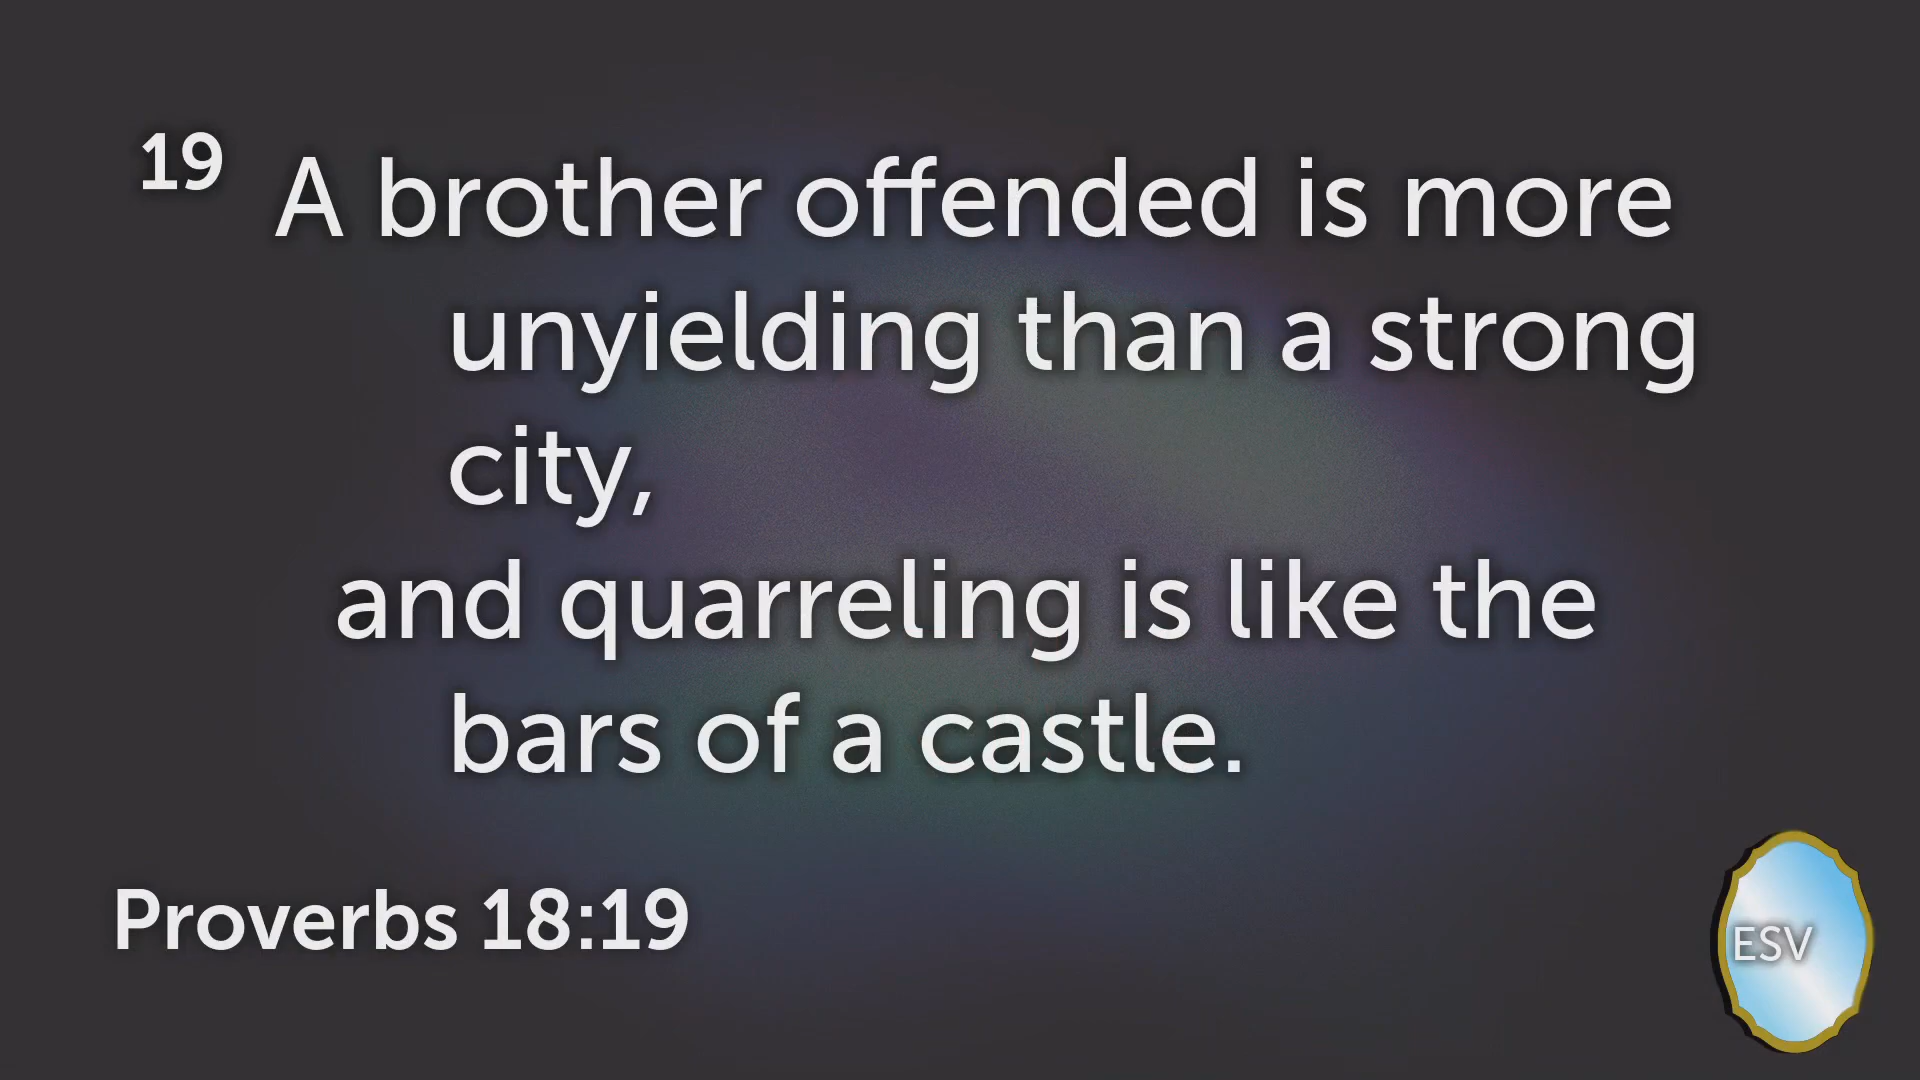 19 A brother offended is more
unyielding than a strong
city,
and quarreling is like the
bars of a castle.
Proverbs 18:19
ESV